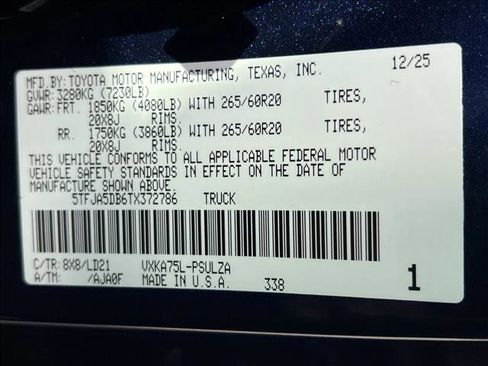 MFD BY: TOYOTA MOTOR MANUFACTURING, TEXAS, INC. 12/25
GVWR: 3280KG (7230LB)
GAWR: FRT. 1850KG (4080LB) WITH 265/60R20 TIRES,
20X8J RIMS.
RR. 1750KG (3860LB) WITH 265/60R20 TIRES,
20X8J RIMS.
THIS VEHICLE CONFORMS TO ALL APPLICABLE FEDERAL MOTOR
VEHICLE SAFETY STANDARDS IN EFFECT ON THE DATE OF
MANUFACTURE SHOWN ABOVE.
5TFJA5DB6TX372786 TRUCK
C/TR: 8X8/LD21 VXKA75L-PSULZA
A/TM: /AJA0F MADE IN U.S.A. 338 1